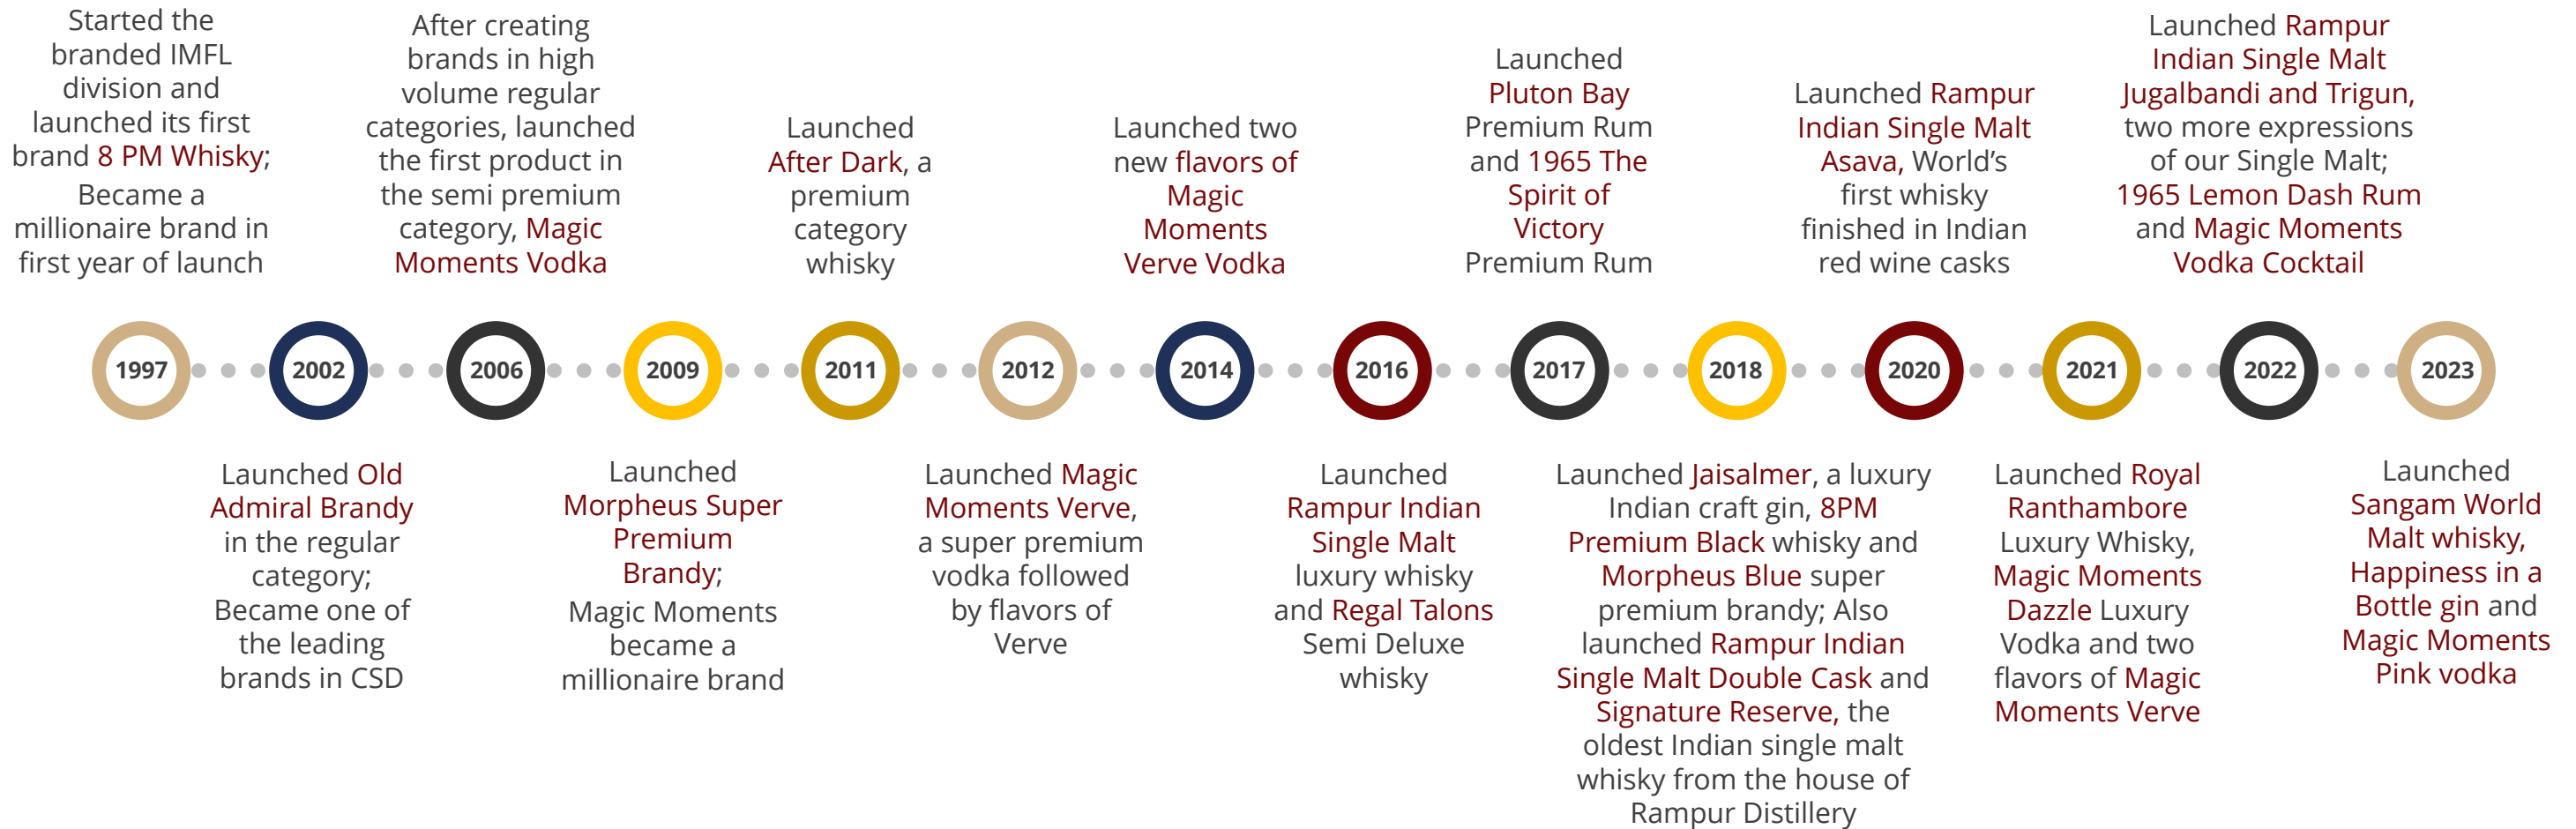 Started the
branded IMFL
division and
launched its first
brand 8 PM Whisky;
Became a
millionaire brand in
first year of launch
After creating
brands in high
volume regular
categories, launched
the first product in
the semi premium
category, Magic
Moments Vodka
Launched
After Dark, a
premium
category
whisky
Launched two
new flavors of
Magic
Moments
Verve Vodka
Launched
Pluton Bay
Premium Rum
and 1965 The
Spirit of
Victory
Premium Rum
Launched Rampur
Indian Single Malt
Asava, World’s
first whisky
finished in Indian
red wine casks
Launched Rampur
Indian Single Malt
Jugalbandi and Trigun,
two more expressions
of our Single Malt;
1965 Lemon Dash Rum
and Magic Moments
Vodka Cocktail
1997
2002
2006
2009
2011
2012
2014
2016
2017
2018
2020
2021
2022
2023
Launched Old
Admiral Brandy
in the regular
category;
Became one of
the leading
brands in CSD
Launched
Morpheus Super
Premium
Brandy;
Magic Moments
became a
millionaire brand
Launched Magic
Moments Verve,
a super premium
vodka followed
by flavors of
Verve
Launched
Rampur Indian
Single Malt
luxury whisky
and Regal Talons
Semi Deluxe
whisky
Launched Jaisalmer, a luxury
Indian craft gin, 8PM
Premium Black whisky and
Morpheus Blue super
premium brandy; Also
launched Rampur Indian
Single Malt Double Cask and
Signature Reserve, the
oldest Indian single malt
whisky from the house of
Rampur Distillery
Launched Royal
Ranthambore
Luxury Whisky,
Magic Moments
Dazzle Luxury
Vodka and two
flavors of Magic
Moments Verve
Launched
Sangam World
Malt whisky,
Happiness in a
Bottle gin and
Magic Moments
Pink vodka